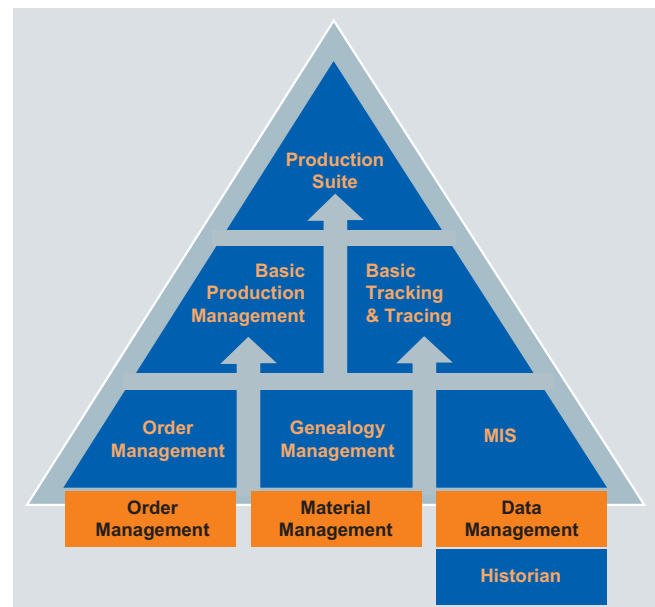 Production
Suite
Basic
Production
Management
Basic
Tracking
& Tracing
Order
Management
Genealogy
Management
MIS
Order
Management
Material
Management
Data
Management
Historian